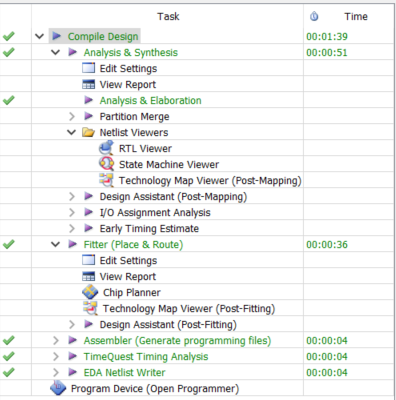 Task Time
Compile Design 00:01:39
Analysis & Synthesis 00:00:51
Edit Settings
View Report
Analysis & Elaboration
Partition Merge
Netlist Viewers
RTL Viewer
State Machine Viewer
Technology Map Viewer (Post-Mapping)
Design Assistant (Post-Mapping)
I/O Assignment Analysis
Early Timing Estimate
Fitter (Place & Route) 00:00:36
Edit Settings
View Report
Chip Planner
Technology Map Viewer (Post-Fitting)
Design Assistant (Post-Fitting)
Assembler (Generate programming files) 00:00:04
TimeQuest Timing Analysis 00:00:04
EDA Netlist Writer 00:00:04
Program Device (Open Programmer)